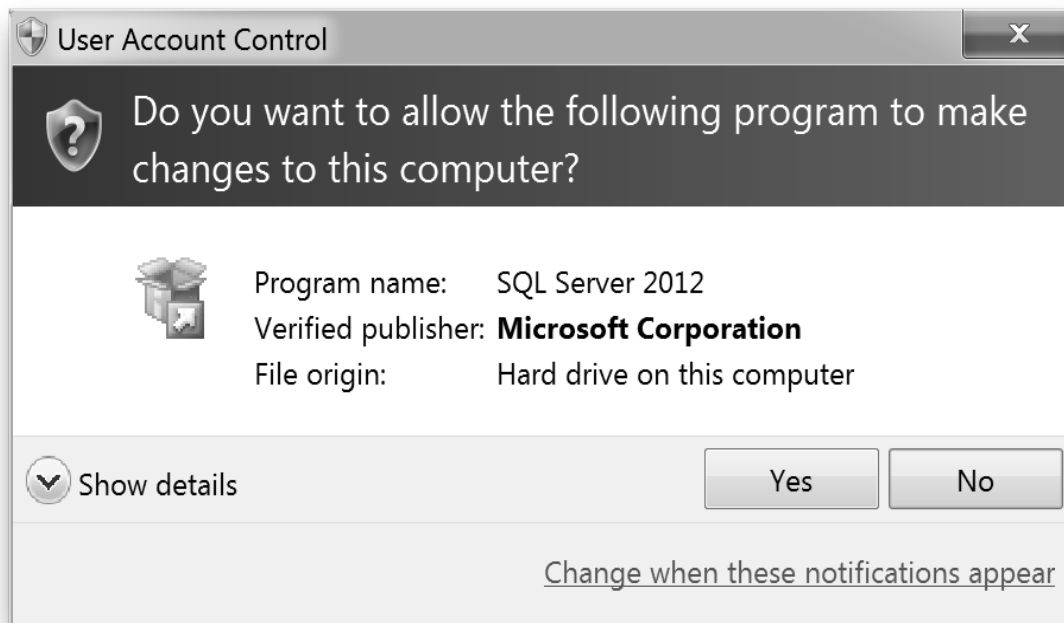 User Account Control
X
Do you want to allow the following program to make
changes to this computer?
Program name: SQL Server 2012
Verified publisher: Microsoft Corporation
File origin: Hard drive on this computer
Show details
Yes
No
Change when these notifications appear